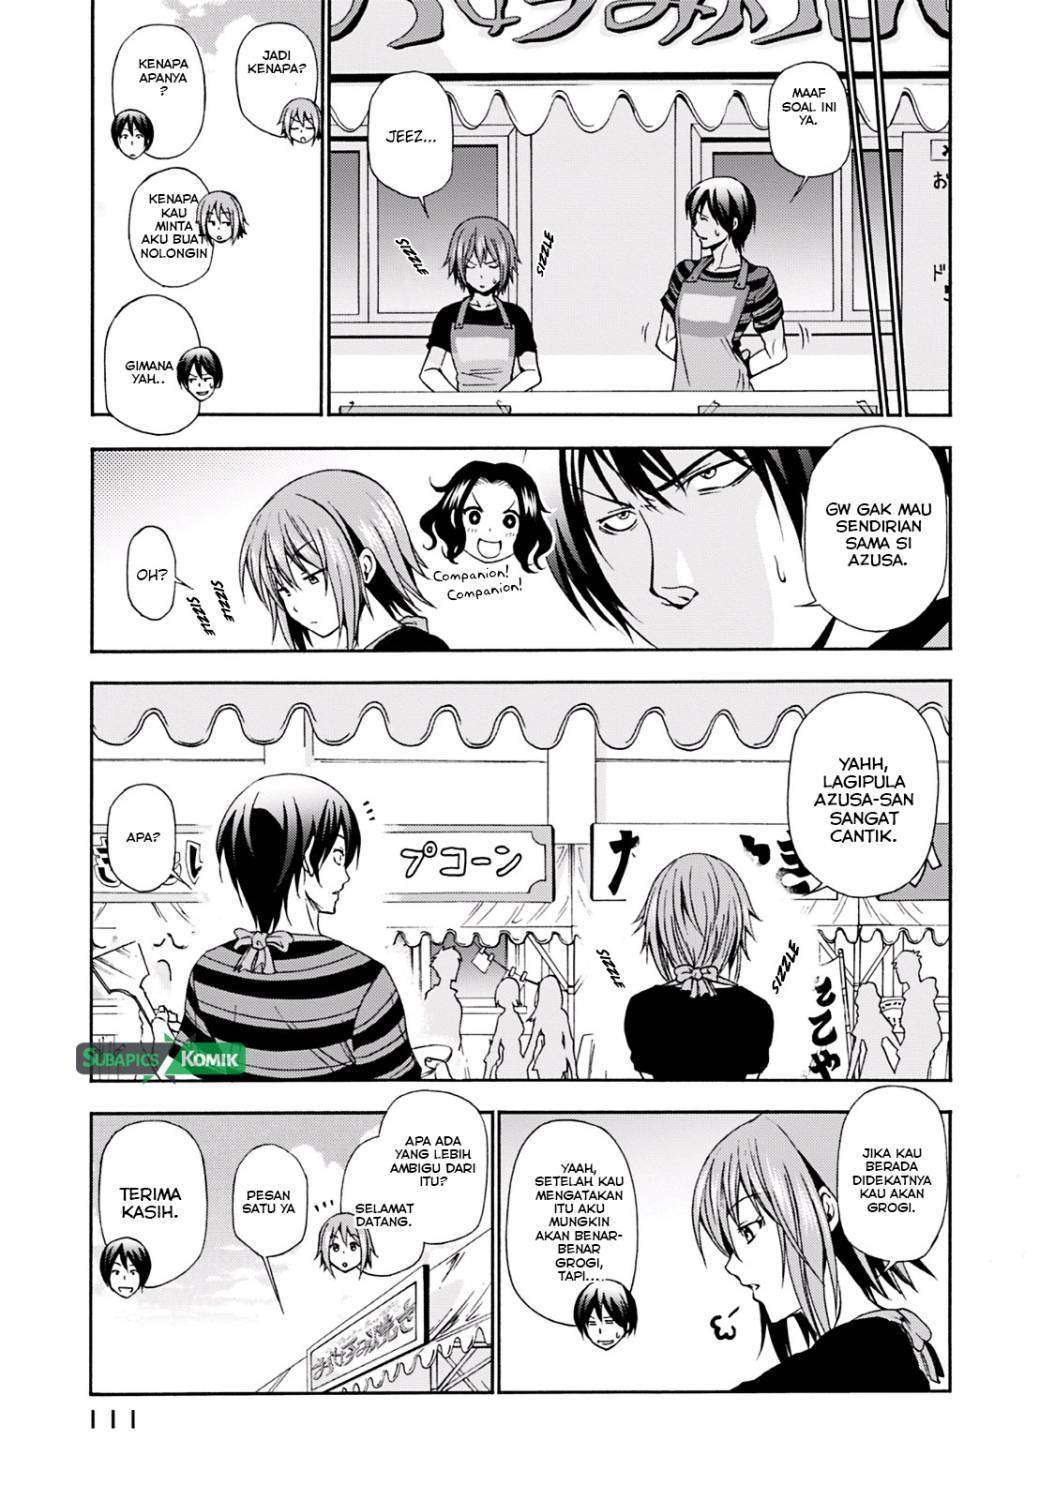 MAAF
SOAL INI
YA.
JEEZ...
SIZZLE
SIZZLE
お
ド
JADI
KENAPA?
KENAPA
APANYA
?
KENAPA
KAU
MINTA
AKU BUAT
NOLONGIN
GIMANA
YAH..
GW GAK MAU
SENDIRIAN
SAMA SI
AZUSA.
Companion!
Companion!
OH?
SIZZLE
SIZZLE
YAHH,
LAGIPULA
AZUSA-SAN
SANGAT
CANTIK.
APA?
プコーン
SIZZLE
SIZZLE
JIKA KAU
BERADA
DIDEKATNYA
KAU AKAN
GROGI.
YAAH,
SETELAH KAU
MENGATAKAN
ITU AKU
MUNGKIN
AKAN BENAR-
BENAR
GROGI,
TAPI.....
APA ADA
YANG LEBIH
AMBIGU DARI
ITU?
SELAMAT
DATANG.
PESAN
SATU YA
TERIMA
KASIH.
SUBAPICS KOMIK
111